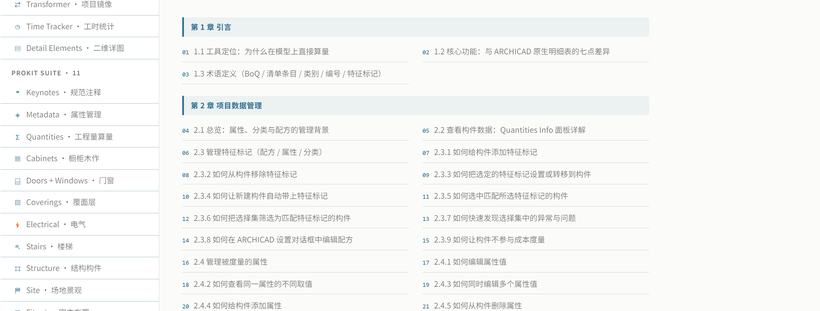 Transformer • 项目镜像
Time Tracker • 工时统计
Detail Elements • 二维详图
PROKIT SUITE • 11
Keynotes • 规范注释
Metadata • 属性管理
Quantities • 工程量算量
Cabinets • 橱柜木作
Doors + Windows • 门窗
Coverings • 覆面层
Electrical • 电气
Stairs • 楼梯
Structure • 结构构件
Site • 场地景观
第 1 章 引言
01 1.1 工具定位：为什么在模型上直接算量
02 1.2 核心功能：与 ARCHICAD 原生明细表的七点差异
03 1.3 术语定义（BoQ / 清单条目 / 类别 / 编号 / 特征标记）
第 2 章 项目数据管理
04 2.1 总览：属性、分类与配方的管理背景
05 2.2 查看构件数据：Quantities Info 面板详解
06 2.3 管理特征标记（配方 / 属性 / 分类）
07 2.3.1 如何给构件添加特征标记
08 2.3.2 如何从构件移除特征标记
09 2.3.3 如何把选定的特征标记设置或转移到构件
10 2.3.4 如何让新建构件自动带上特征标记
11 2.3.5 如何选中匹配所选特征标记的构件
12 2.3.6 如何把选择集筛选为匹配特征标记的构件
13 2.3.7 如何快速发现选择集中的异常与问题
14 2.3.8 如何在 ARCHICAD 设置对话框中编辑配方
15 2.3.9 如何让构件不参与成本度量
16 2.4 管理被度量的属性
17 2.4.1 如何编辑属性值
18 2.4.2 如何查看同一属性的不同取值
19 2.4.3 如何同时编辑多个属性值
20 2.4.4 如何给构件添加属性
21 2.4.5 如何从构件删除属性